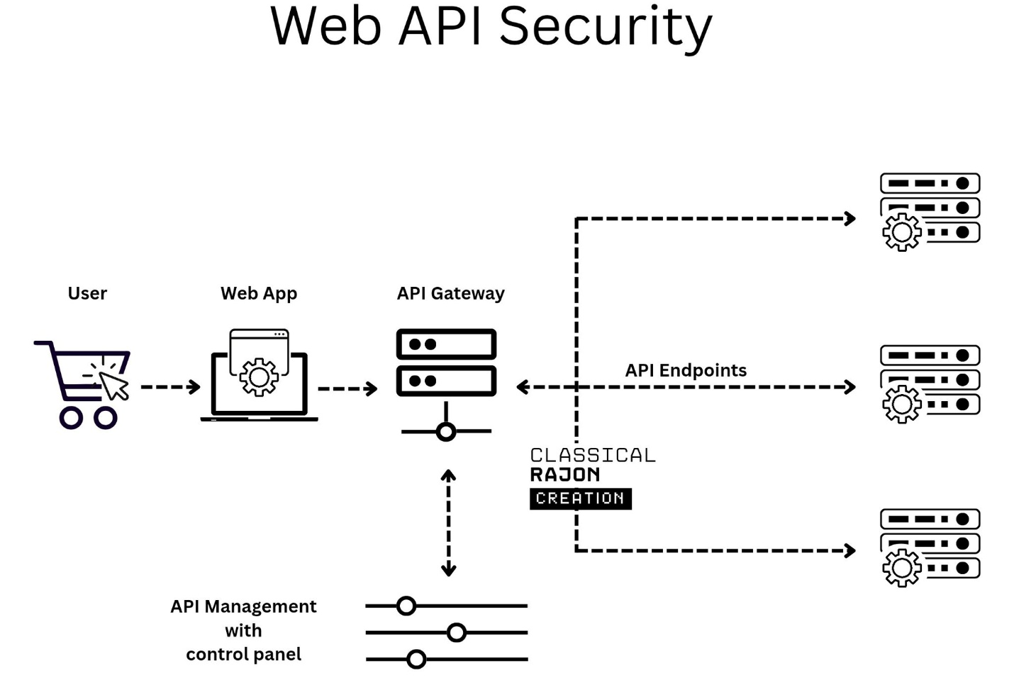 Web API Security
User
Web App
API Gateway
API Endpoints
CLASSICAL
RAJON
CREATION
API Management
with
control panel